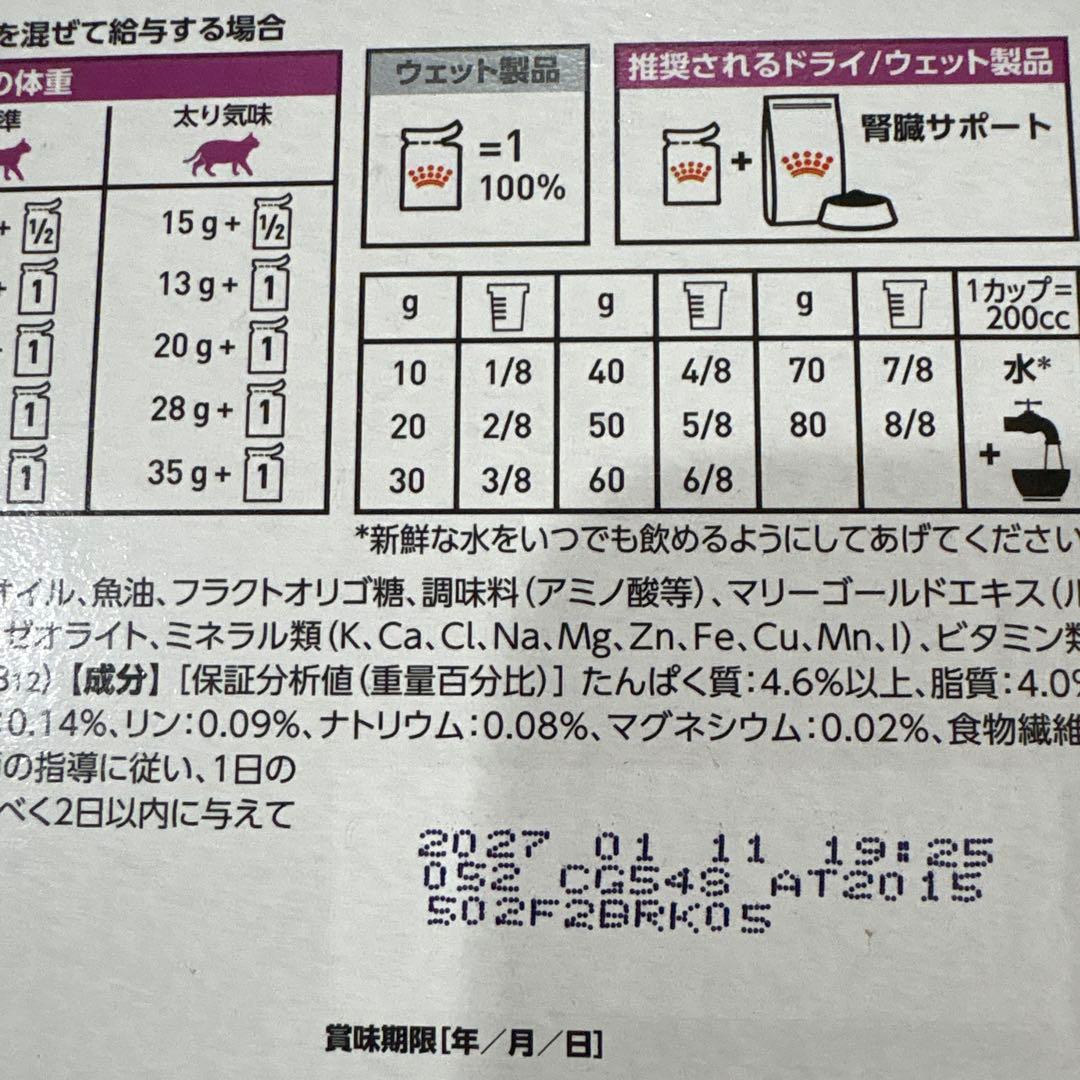 を混ぜて給与する場合
の体重
準
太り気味
+ 1/2
15 g + 1/2
+ 1
13 g + 1
+ 1
20 g + 1
1
28 g + 1
1
35 g + 1
ウェット製品
=1
100%
推奨されるドライ/ウェット製品
+
腎臓サポート
g g g 1カップ=
200cc
10 1/8 40 4/8 70 7/8 水*
20 2/8 50 5/8 80 8/8
+
30 3/8 60 6/8
*新鮮な水をいつでも飲めるようにしてあげてください
オイル、魚油、フラクトオリゴ糖、調味料(アミノ酸等)、マリーゴールドエキス(ル
ゼオライト、ミネラル類(K、Ca、Cl、Na、Mg、Zn、Fe、Cu、Mn、I)、ビタミン類
B12)【成分】[保証分析値(重量百分比)]たんぱく質:4.6%以上、脂質:4.0%
:0.14%、リン:0.09%、ナトリウム:0.08%、マグネシウム:0.02%、食物繊維
の指導に従い、1日の
べく2日以内に与えて
2027 01 11 19:25
052 CG548 AT2015
502F2BRK05
賞味期限[年/月/日]